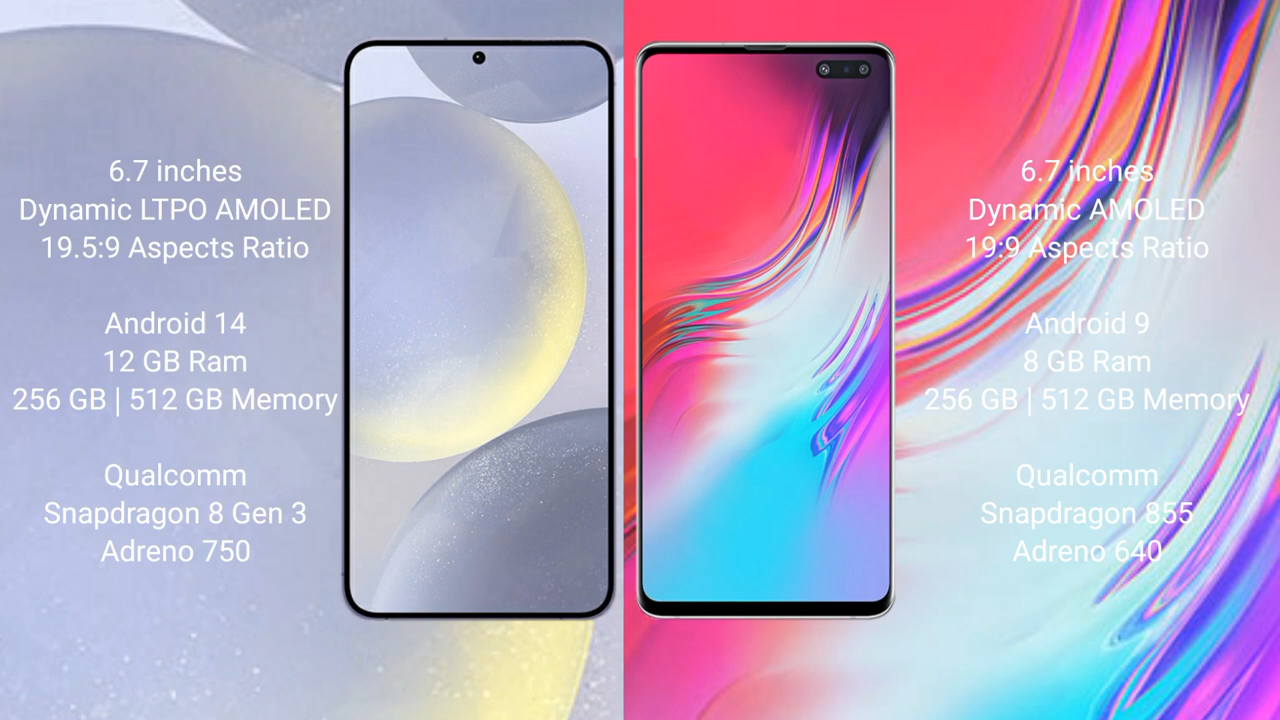 6.7 inches
Dynamic LTPO AMOLED
19.5:9 Aspects Ratio
Android 14
12 GB Ram
256 GB | 512 GB Memory
Qualcomm
Snapdragon 8 Gen 3
Adreno 750
6.7 inches
Dynamic AMOLED
19:9 Aspects Ratio
Android 9
8 GB Ram
256 GB | 512 GB Memory
Qualcomm
Snapdragon 855
Adreno 640